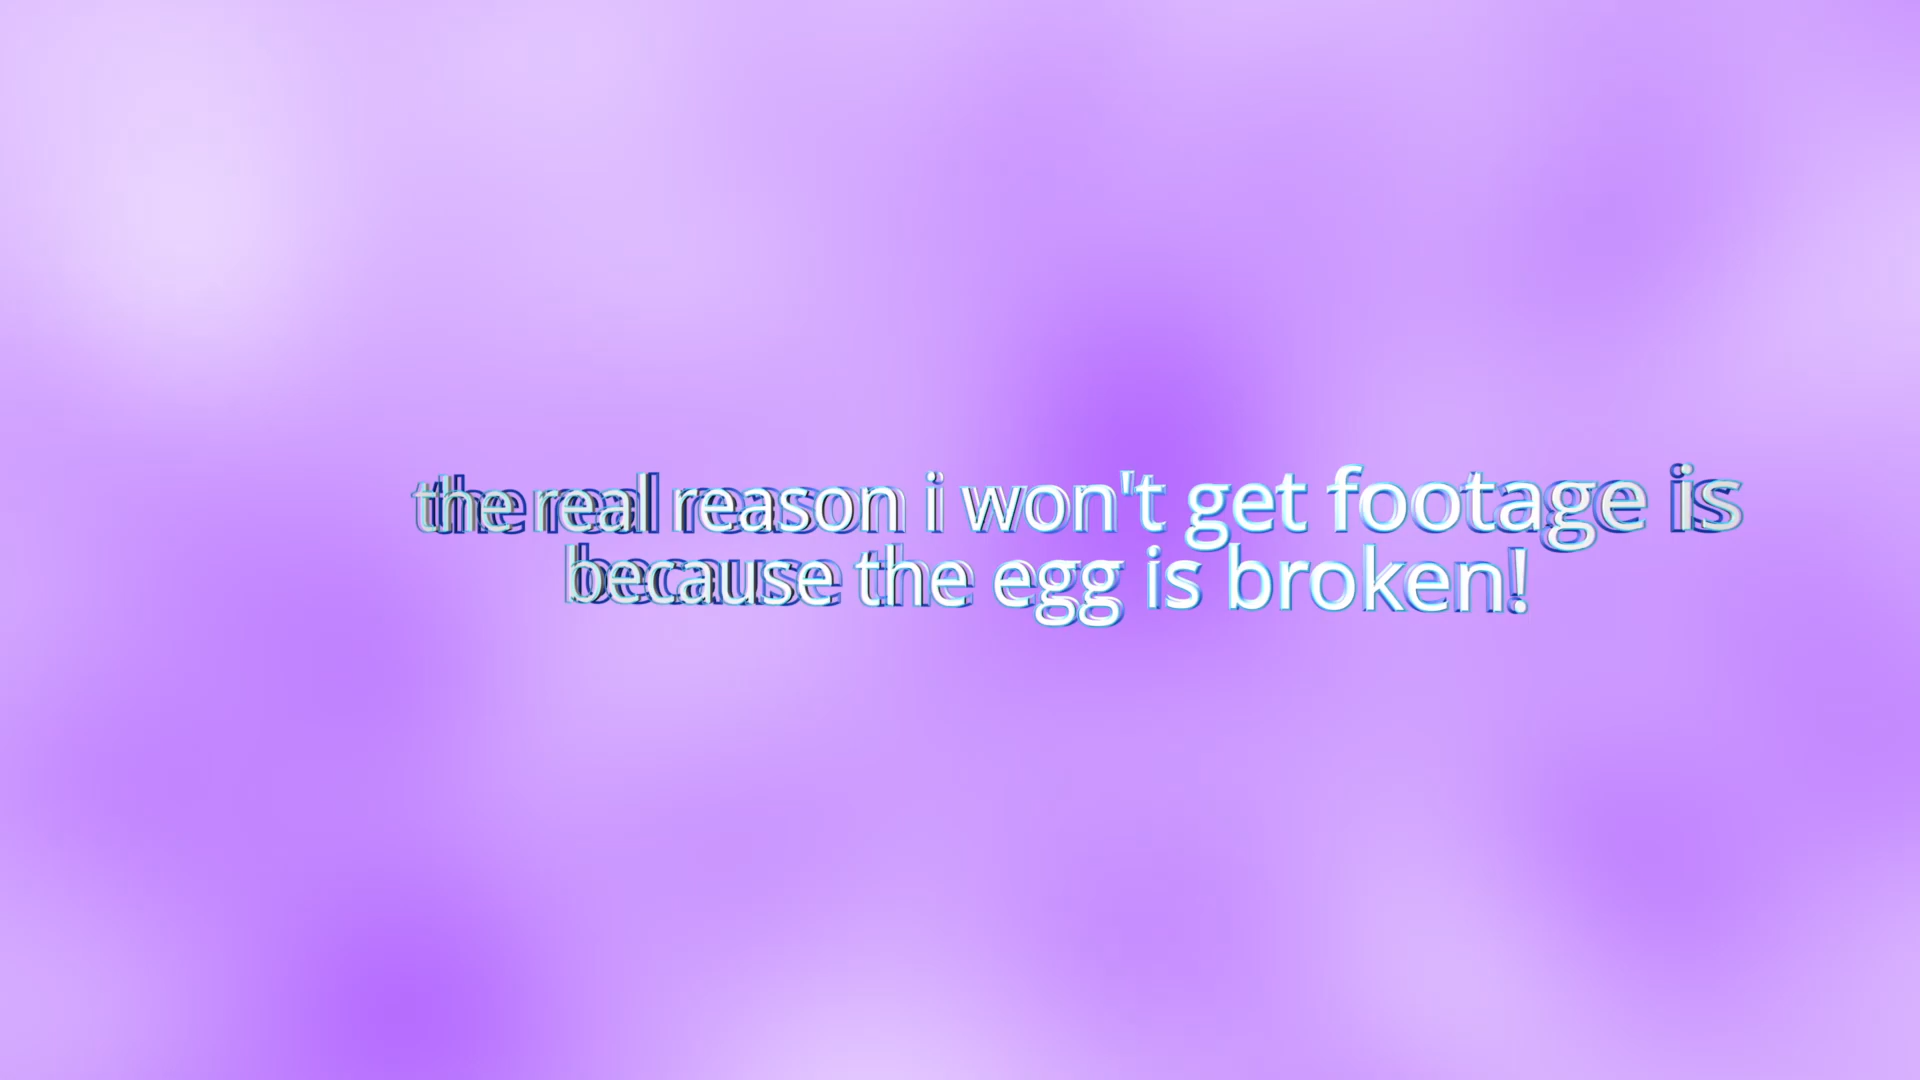 the real reason i won't get footage is
because the egg is broken!